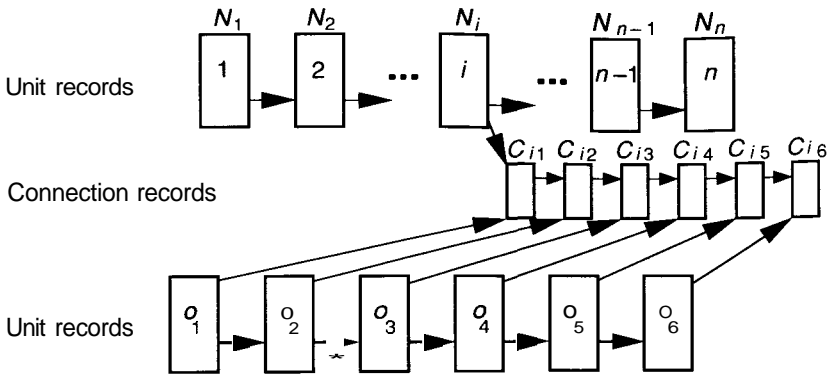 N1 N2 Ni Nn−1 Nn
Unit records 1 2 ... i ... n−1 n
Ci1 Ci2 Ci3 Ci4 Ci5 Ci6
Connection records
Unit records o1 o2 o3 o4 o5 o6